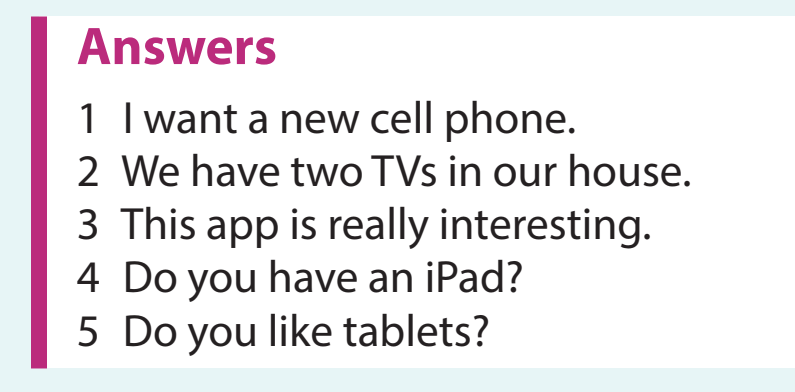 Answers
1 I want a new cell phone.
2 We have two TVs in our house.
3 This app is really interesting.
4 Do you have an iPad?
5 Do you like tablets?